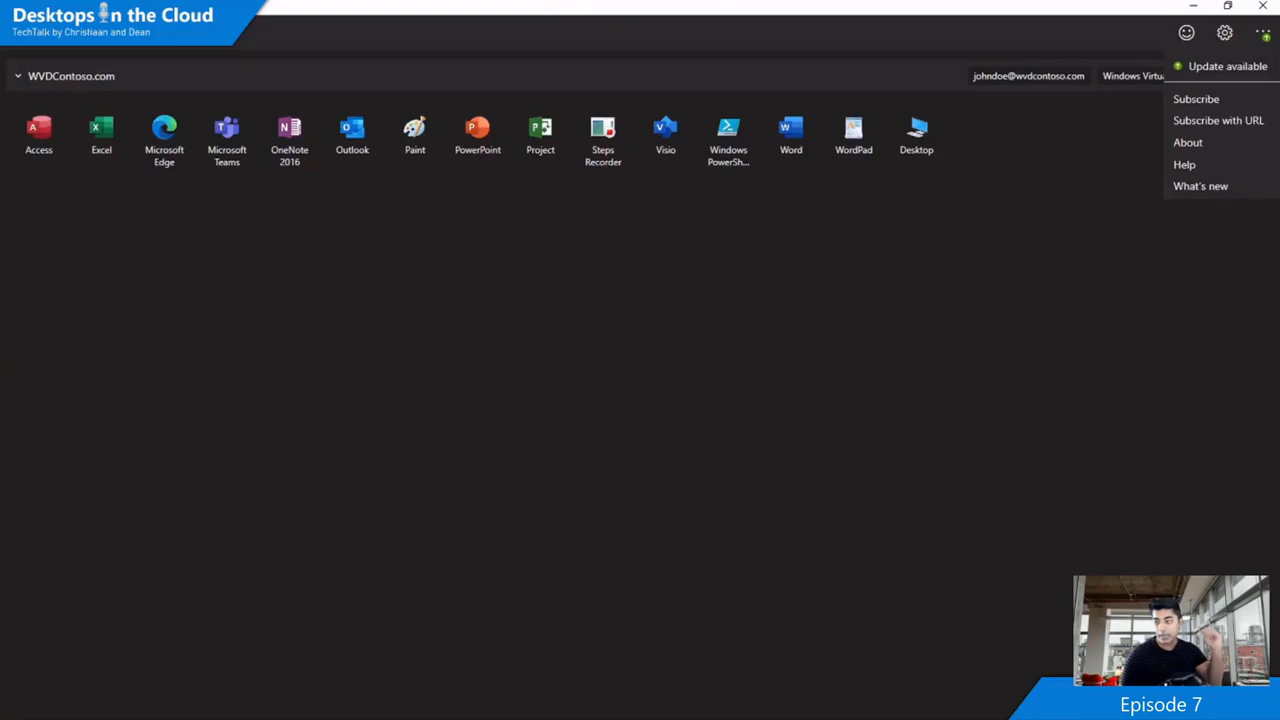 Desktops in the Cloud
TechTalk by Christiaan and Dean
Update available
WVDContoso.com
johndoe@wvdcontoso.com
Windows Virtua
Subscribe
Subscribe with URL
About
Help
What's new
Access
Excel
Microsoft
Edge
Microsoft
Teams
OneNote
2016
Outlook
Paint
PowerPoint
Project
Steps
Recorder
Visio
Windows
PowerSh...
Word
WordPad
Desktop
Episode 7